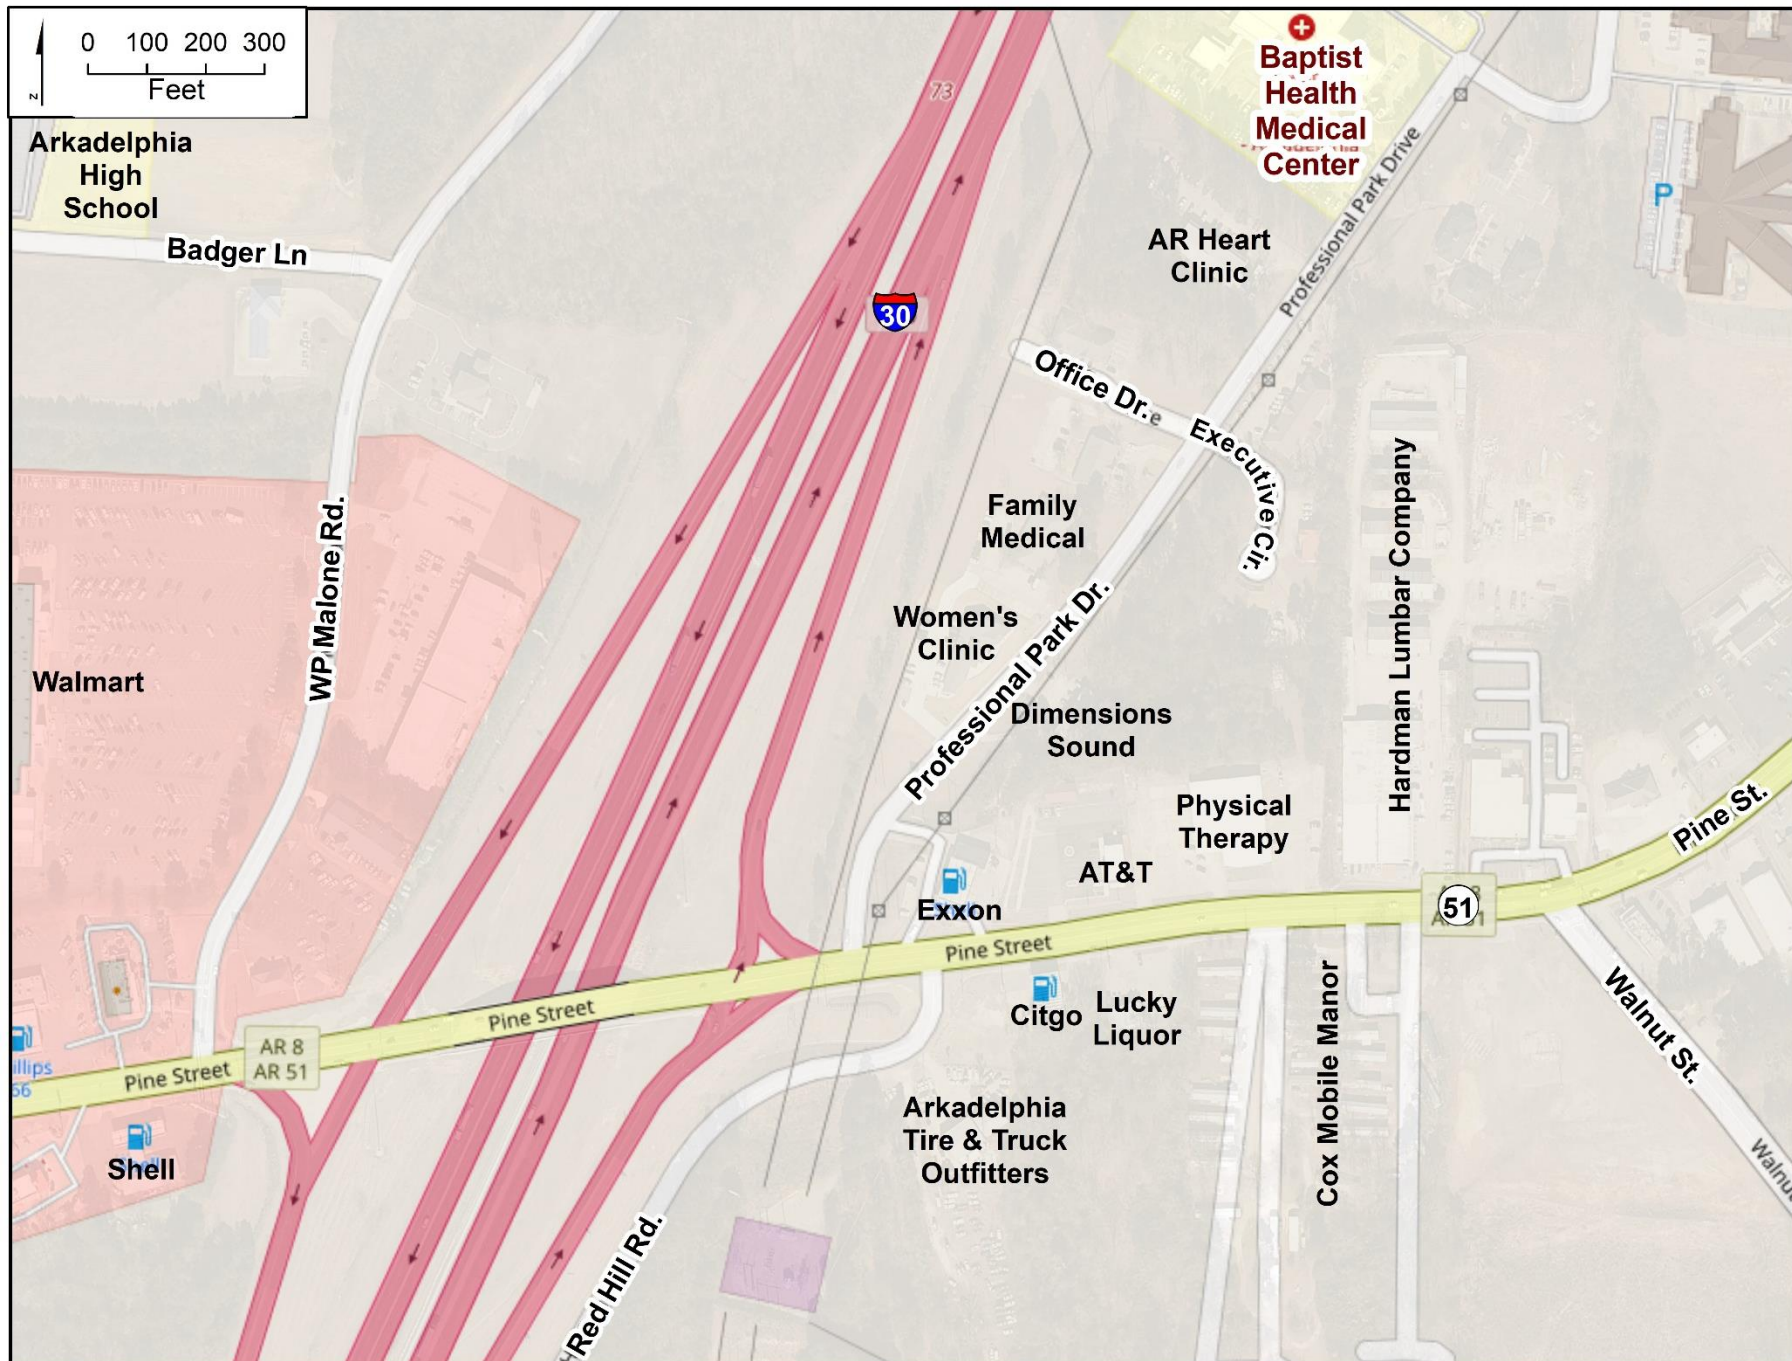 0 100 200 300
Feet
N
Arkadelphia
High
School
Badger Ln
73
Baptist
Health
Medical
Center
Professional Park Drive
P
AR Heart
Clinic
30
Office Dr.
Executive Cir.
WP Malone Rd.
Walmart
Family
Medical
Women's
Clinic
Professional Park Dr.
Dimensions
Sound
Hardman Lumbar Company
Physical
Therapy
AT&T
Pine St.
Exxon
51
Pine Street
Pine Street
Citgo
Lucky
Liquor
Cox Mobile Manor
Walnut St.
AR 8
AR 51
Pine Street
illips
66
Shell
Arkadelphia
Tire & Truck
Outfitters
Red Hill Rd.
Walnu